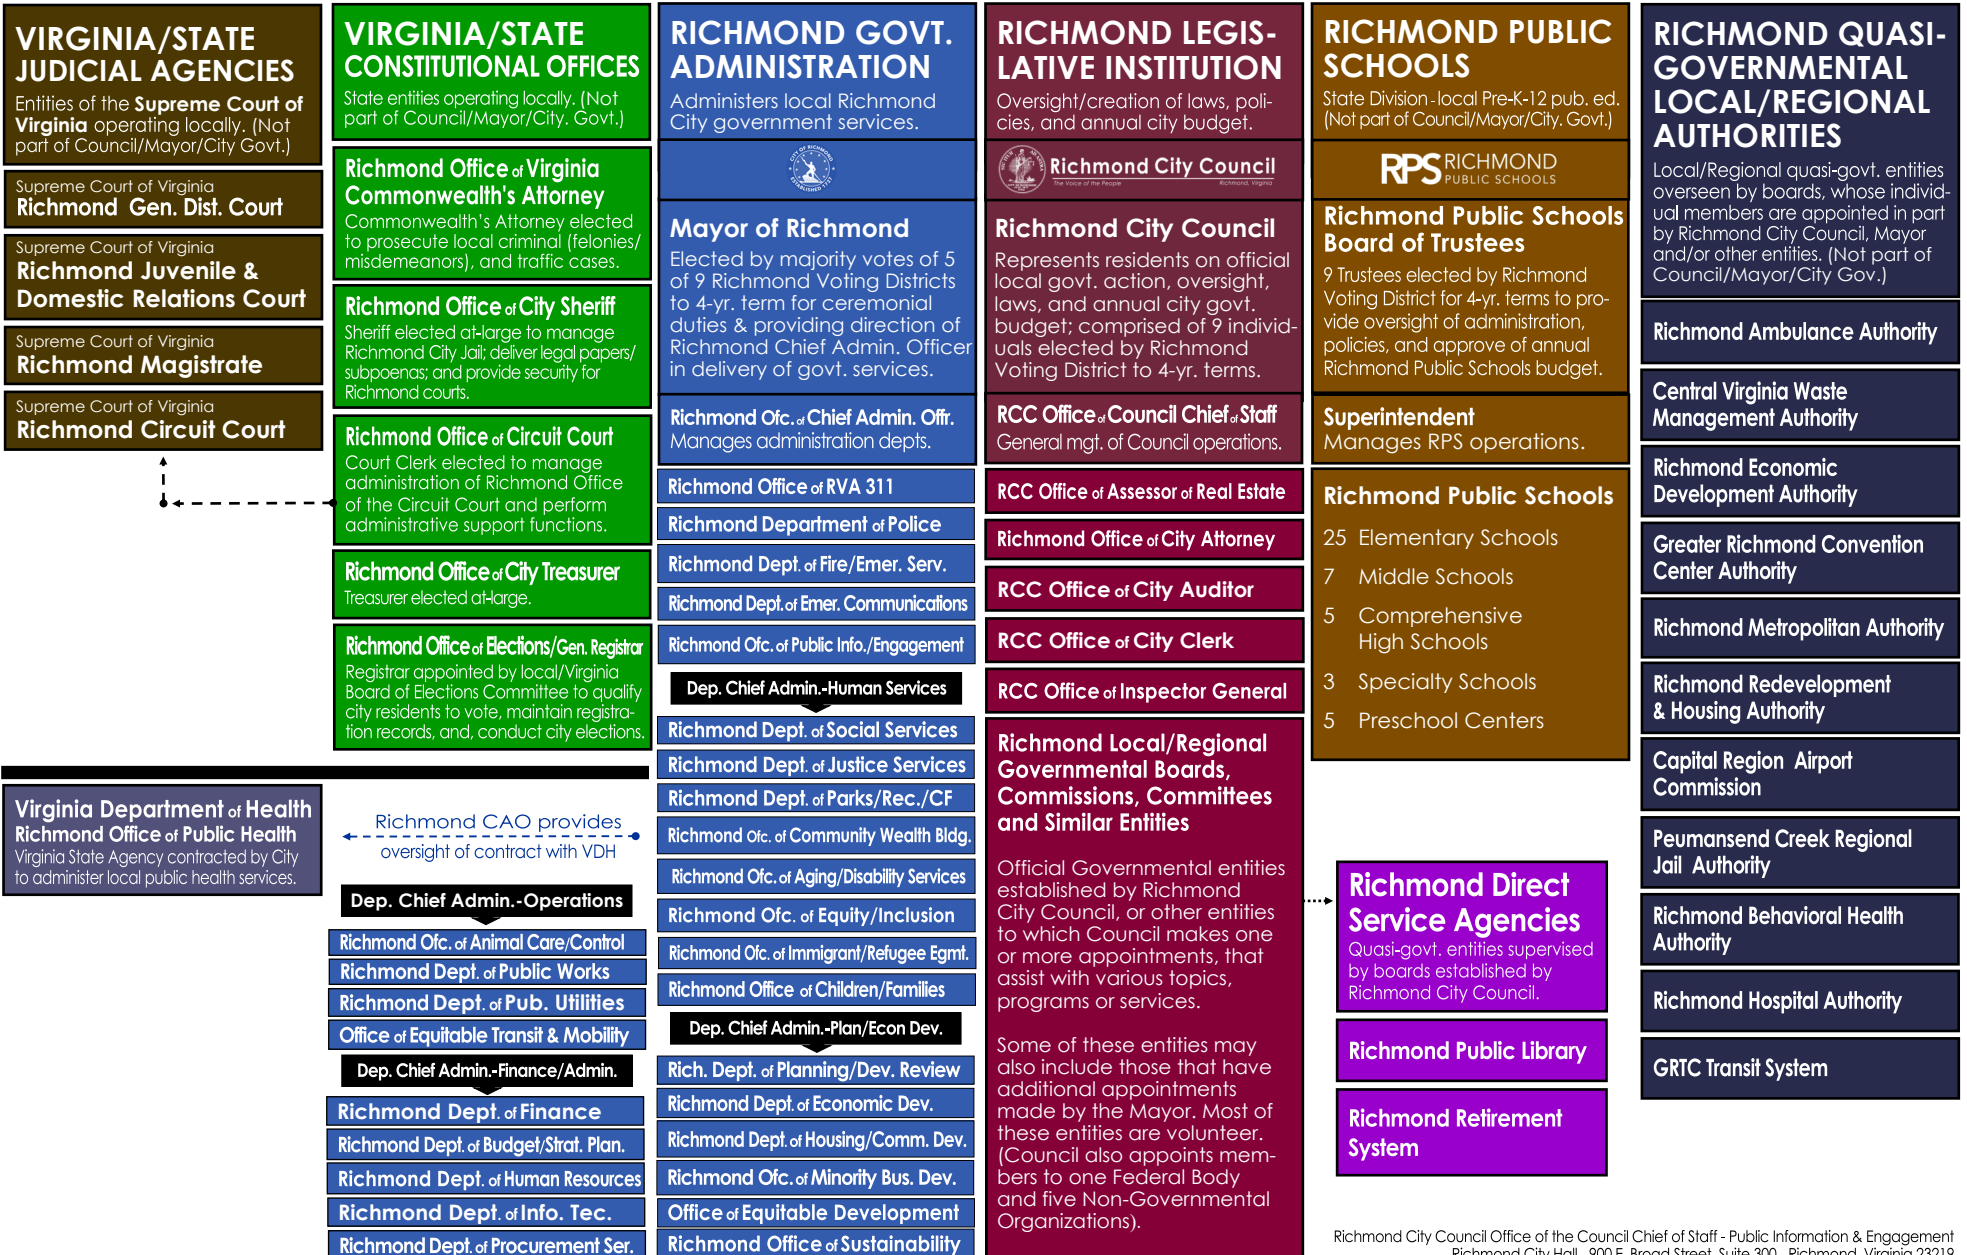 VIRGINIA/STATE
JUDICIAL AGENCIES
Entities of the Supreme Court of
Virginia operating locally. (Not
part of Council/Mayor/City Govt.)
Supreme Court of Virginia
Richmond Gen. Dist. Court
Supreme Court of Virginia
Richmond Juvenile &
Domestic Relations Court
Supreme Court of Virginia
Richmond Magistrate
Supreme Court of Virginia
Richmond Circuit Court
Virginia Department of Health
Richmond Office of Public Health
Virginia State Agency contracted by City
to administer local public health services.
VIRGINIA/STATE
CONSTITUTIONAL OFFICES
State entities operating locally. (Not
part of Council/Mayor/City. Govt.)
Richmond Office of Virginia
Commonwealth's Attorney
Commonwealth's Attorney elected
to prosecute local criminal (felonies/
misdemeanors), and traffic cases.
Richmond Office of City Sheriff
Sheriff elected at-large to manage
Richmond City Jail; deliver legal papers/
subpoenas; and provide security for
Richmond courts.
Richmond Office of Circuit Court
Court Clerk elected to manage
administration of Richmond Office
of the Circuit Court and perform
administrative support functions.
Richmond Office of City Treasurer
Treasurer elected at-large.
Richmond Office of Elections/Gen. Registrar
Registrar appointed by local/Virginia
Board of Elections Committee to qualify
city residents to vote, maintain registra-
tion records, and, conduct city elections.
Richmond CAO provides
oversight of contract with VDH
Dep. Chief Admin.-Operations
Richmond Ofc. of Animal Care/Control
Richmond Dept. of Public Works
Richmond Dept. of Pub. Utilities
Office of Equitable Transit & Mobility
Dep. Chief Admin.-Finance/Admin.
Richmond Dept. of Finance
Richmond Dept. of Budget/Strat. Plan.
Richmond Dept. of Human Resources
Richmond Dept. of Info. Tec.
Richmond Dept. of Procurement Ser.
RICHMOND GOVT.
ADMINISTRATION
Administers local Richmond
City government services.
CITY OF RICHMOND
ESTABLISHED 1737
Mayor of Richmond
Elected by majority votes of 5
of 9 Richmond Voting Districts
to 4-yr. term for ceremonial
duties & providing direction of
Richmond Chief Admin. Officer
in delivery of govt. services.
Richmond Ofc. of Chief Admin. Offr.
Manages administration depts.
Richmond Office of RVA 311
Richmond Department of Police
Richmond Dept. of Fire/Emer. Serv.
Richmond Dept. of Emer. Communications
Richmond Ofc. of Public Info./Engagement
Dep. Chief Admin.-Human Services
Richmond Dept. of Social Services
Richmond Dept. of Justice Services
Richmond Dept. of Parks/Rec./CF
Richmond Ofc. of Community Wealth Bldg.
Richmond Ofc. of Aging/Disability Services
Richmond Ofc. of Equity/Inclusion
Richmond Ofc. of Immigrant/Refugee Egmt.
Richmond Office of Children/Families
Dep. Chief Admin.-Plan/Econ Dev.
Rich. Dept. of Planning/Dev. Review
Richmond Dept. of Economic Dev.
Richmond Dept. of Housing/Comm. Dev.
Richmond Ofc. of Minority Bus. Dev.
Office of Equitable Development
Richmond Office of Sustainability
RICHMOND LEGIS-
LATIVE INSTITUTION
Oversight/creation of laws, poli-
cies, and annual city budget.
Richmond City Council
The Voice of the People Richmond, Virginia
Richmond City Council
Represents residents on official
local govt. action, oversight,
laws, and annual city govt.
budget; comprised of 9 individ-
uals elected by Richmond
Voting District to 4-yr. terms.
RCC Office of Council Chief of Staff
General mgt. of Council operations.
RCC Office of Assessor of Real Estate
Richmond Office of City Attorney
RCC Office of City Auditor
RCC Office of City Clerk
RCC Office of Inspector General
Richmond Local/Regional
Governmental Boards,
Commissions, Committees
and Similar Entities
Official Governmental entities
established by Richmond
City Council, or other entities
to which Council makes one
or more appointments, that
assist with various topics,
programs or services.
Some of these entities may
also include those that have
additional appointments
made by the Mayor. Most of
these entities are volunteer.
(Council also appoints mem-
bers to one Federal Body
and five Non-Governmental
Organizations).
RICHMOND PUBLIC
SCHOOLS
State Division - local Pre-K-12 pub. ed.
(Not part of Council/Mayor/City. Govt.)
RPS RICHMOND
PUBLIC SCHOOLS
Richmond Public Schools
Board of Trustees
9 Trustees elected by Richmond
Voting District for 4-yr. terms to pro-
vide oversight of administration,
policies, and approve of annual
Richmond Public Schools budget.
Superintendent
Manages RPS operations.
Richmond Public Schools
25 Elementary Schools
7 Middle Schools
5 Comprehensive
High Schools
3 Specialty Schools
5 Preschool Centers
Richmond Direct
Service Agencies
Quasi-govt. entities supervised
by boards established by
Richmond City Council.
Richmond Public Library
Richmond Retirement
System
RICHMOND QUASI-
GOVERNMENTAL
LOCAL/REGIONAL
AUTHORITIES
Local/Regional quasi-govt. entities
overseen by boards, whose individ-
ual members are appointed in part
by Richmond City Council, Mayor
and/or other entities. (Not part of
Council/Mayor/City Gov.)
Richmond Ambulance Authority
Central Virginia Waste
Management Authority
Richmond Economic
Development Authority
Greater Richmond Convention
Center Authority
Richmond Metropolitan Authority
Richmond Redevelopment
& Housing Authority
Capital Region Airport
Commission
Peumansend Creek Regional
Jail Authority
Richmond Behavioral Health
Authority
Richmond Hospital Authority
GRTC Transit System
Richmond City Council Office of the Council Chief of Staff - Public Information & Engagement
Richmond City Hall 900 E. Broad Street, Suite 300 Richmond, Virginia 23219